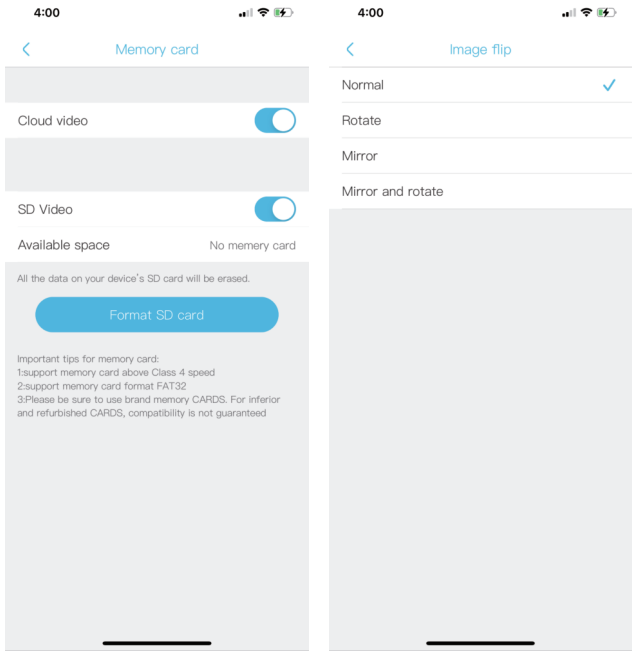 4:00
Memory card
Cloud video
SD Video
Available space No memery card
All the data on your device's SD card will be erased.
Format SD card
Important tips for memory card:
1:support memory card above Class 4 speed
2:support memory card format FAT32
3:Please be sure to use brand memory CARDS. For inferior
and refurbished CARDS, compatibility is not guaranteed
4:00
Image flip
Normal
Rotate
Mirror
Mirror and rotate